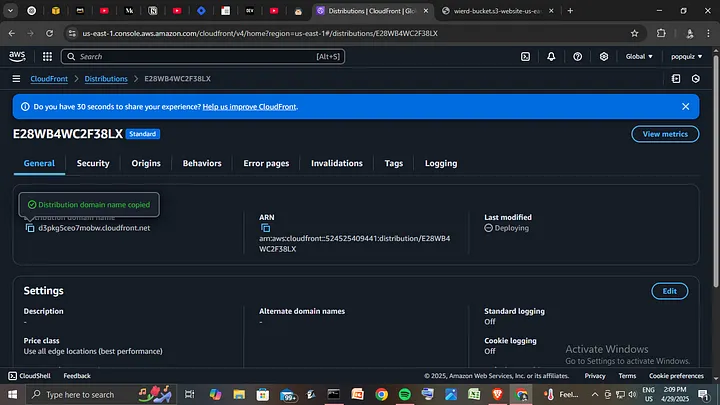 Distributions | CloudFront | Glo
wierd-bucket.s3-website-us-ea
us-east-1.console.aws.amazon.com/cloudfront/v4/home?region=us-east-1#/distributions/E28WB4WC2F38LX
aws
Search
[Alt+S]
Global
popquiz
CloudFront
Distributions
E28WB4WC2F38LX
Do you have 30 seconds to share your experience? Help us improve CloudFront.
E28WB4WC2F38LX
Standard
View metrics
General
Security
Origins
Behaviors
Error pages
Invalidations
Tags
Logging
Distribution domain name copied
Distribution domain name
d3pkg5ceo7mobw.cloudfront.net
ARN
arn:aws:cloudfront::524525409441:distribution/E28WB4
WC2F38LX
Last modified
Deploying
Settings
Edit
Description
-
Alternate domain names
-
Standard logging
Off
Price class
Use all edge locations (best performance)
Cookie logging
Off
Activate Windows
Go to Settings to activate Windows.
CloudShell
Feedback
© 2025, Amazon Web Services, Inc. or its affiliates.
Privacy
Terms
Cookie preferences
Type here to search
99+
Feel...
ENG
US
2:09 PM
4/29/2025